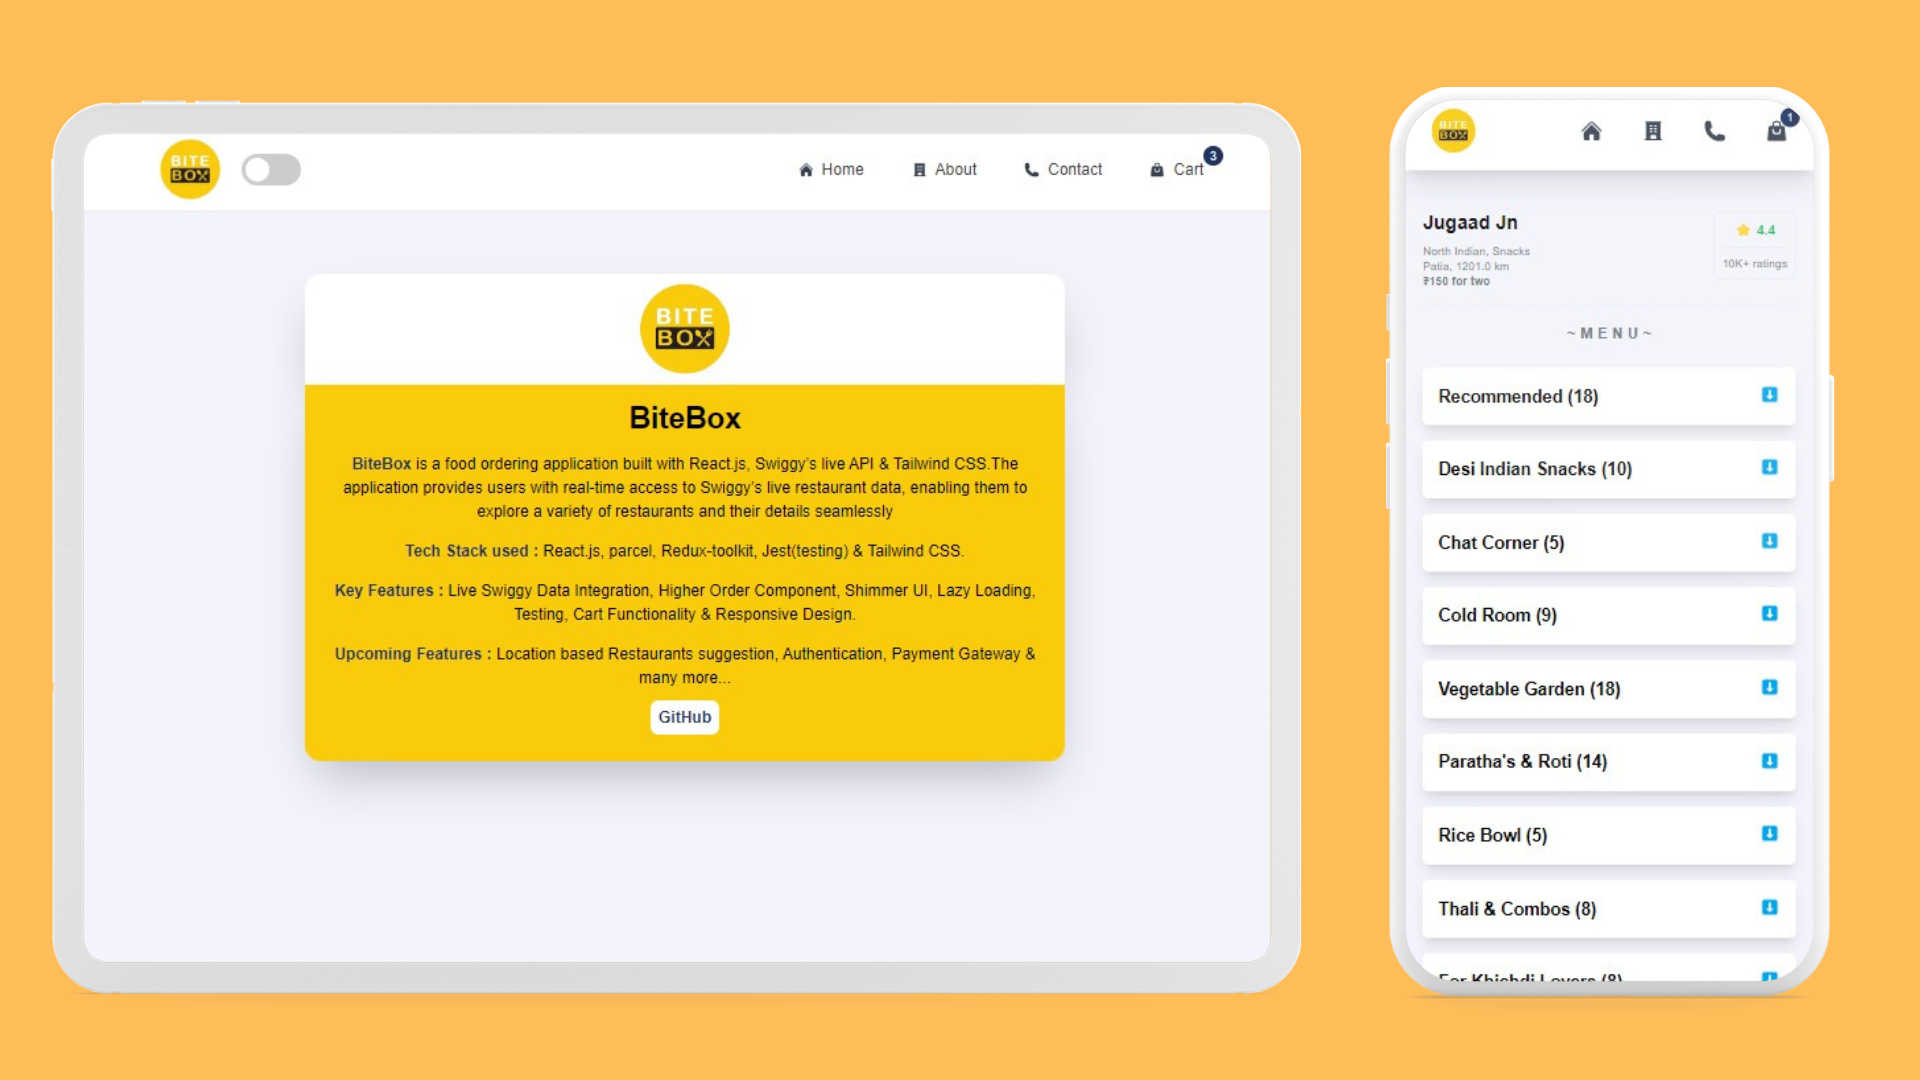 BITE
BOX
Home
About
Contact
Cart
3
BITE
BOX
BiteBox
BiteBox is a food ordering application built with React.js, Swiggy's live API & Tailwind CSS.The
application provides users with real-time access to Swiggy's live restaurant data, enabling them to
explore a variety of restaurants and their details seamlessly
Tech Stack used : React.js, parcel, Redux-toolkit, Jest(testing) & Tailwind CSS.
Key Features : Live Swiggy Data Integration, Higher Order Component, Shimmer UI, Lazy Loading,
Testing, Cart Functionality & Responsive Design.
Upcoming Features : Location based Restaurants suggestion, Authentication, Payment Gateway &
many more...
GitHub
BITE
BOX
1
Jugaad Jn
4.4
North Indian, Snacks
10K+ ratings
Patia, 1201.0 km
₹150 for two
~MENU~
Recommended (18)
Desi Indian Snacks (10)
Chat Corner (5)
Cold Room (9)
Vegetable Garden (18)
Paratha's & Roti (14)
Rice Bowl (5)
Thali & Combos (8)
For Khichdi Lovers (8)